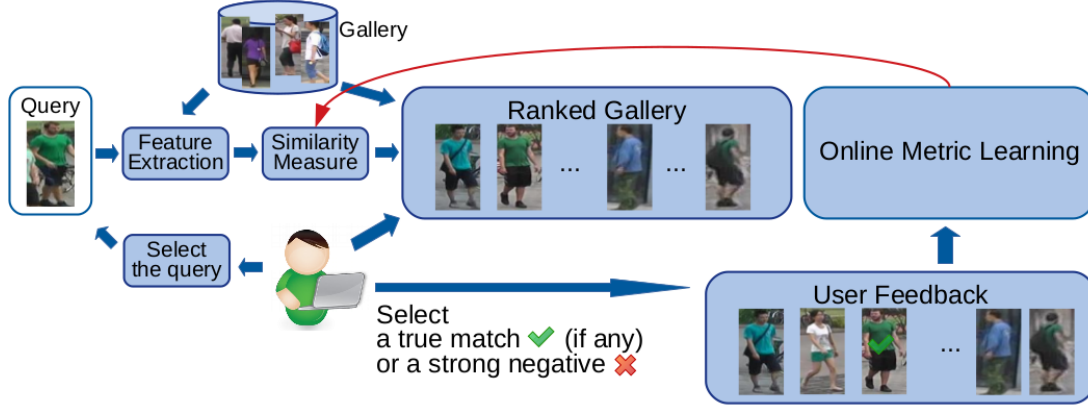 Gallery
Query
Feature
Extraction
Similarity
Measure
Ranked Gallery
...
...
Online Metric Learning
Select
the query
Select
a true match ✔ (if any)
or a strong negative ✖
User Feedback
...